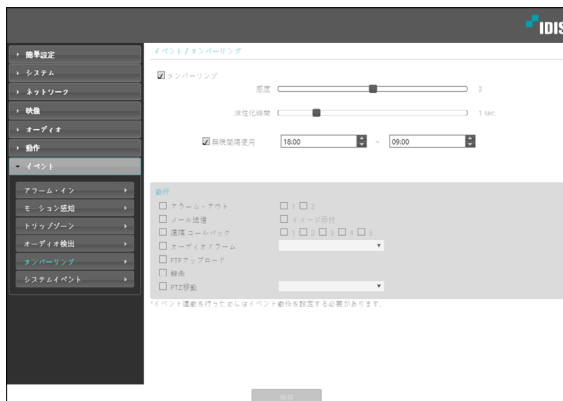 IDIS
簡単設定
システム
ネットワーク
映像
オーディオ
動作
イベント
アラーム・イン
モーション感知
トリップゾーン
オーディオ検出
タンパーリング
システムイベント
イベント / タンパーリング
タンパーリング
感度
3
活性化時間
1 sec.
無視間隔使用
18:00
~
09:00
動作
アラーム・アウト
1
2
メール送信
イメージ添付
遠隔 コールバック
1
2
3
4
5
オーディオアラーム
FTPアップロード
録画
PTZ移動
*イベント連動を行うためにはイベント動作を設定する必要があります。